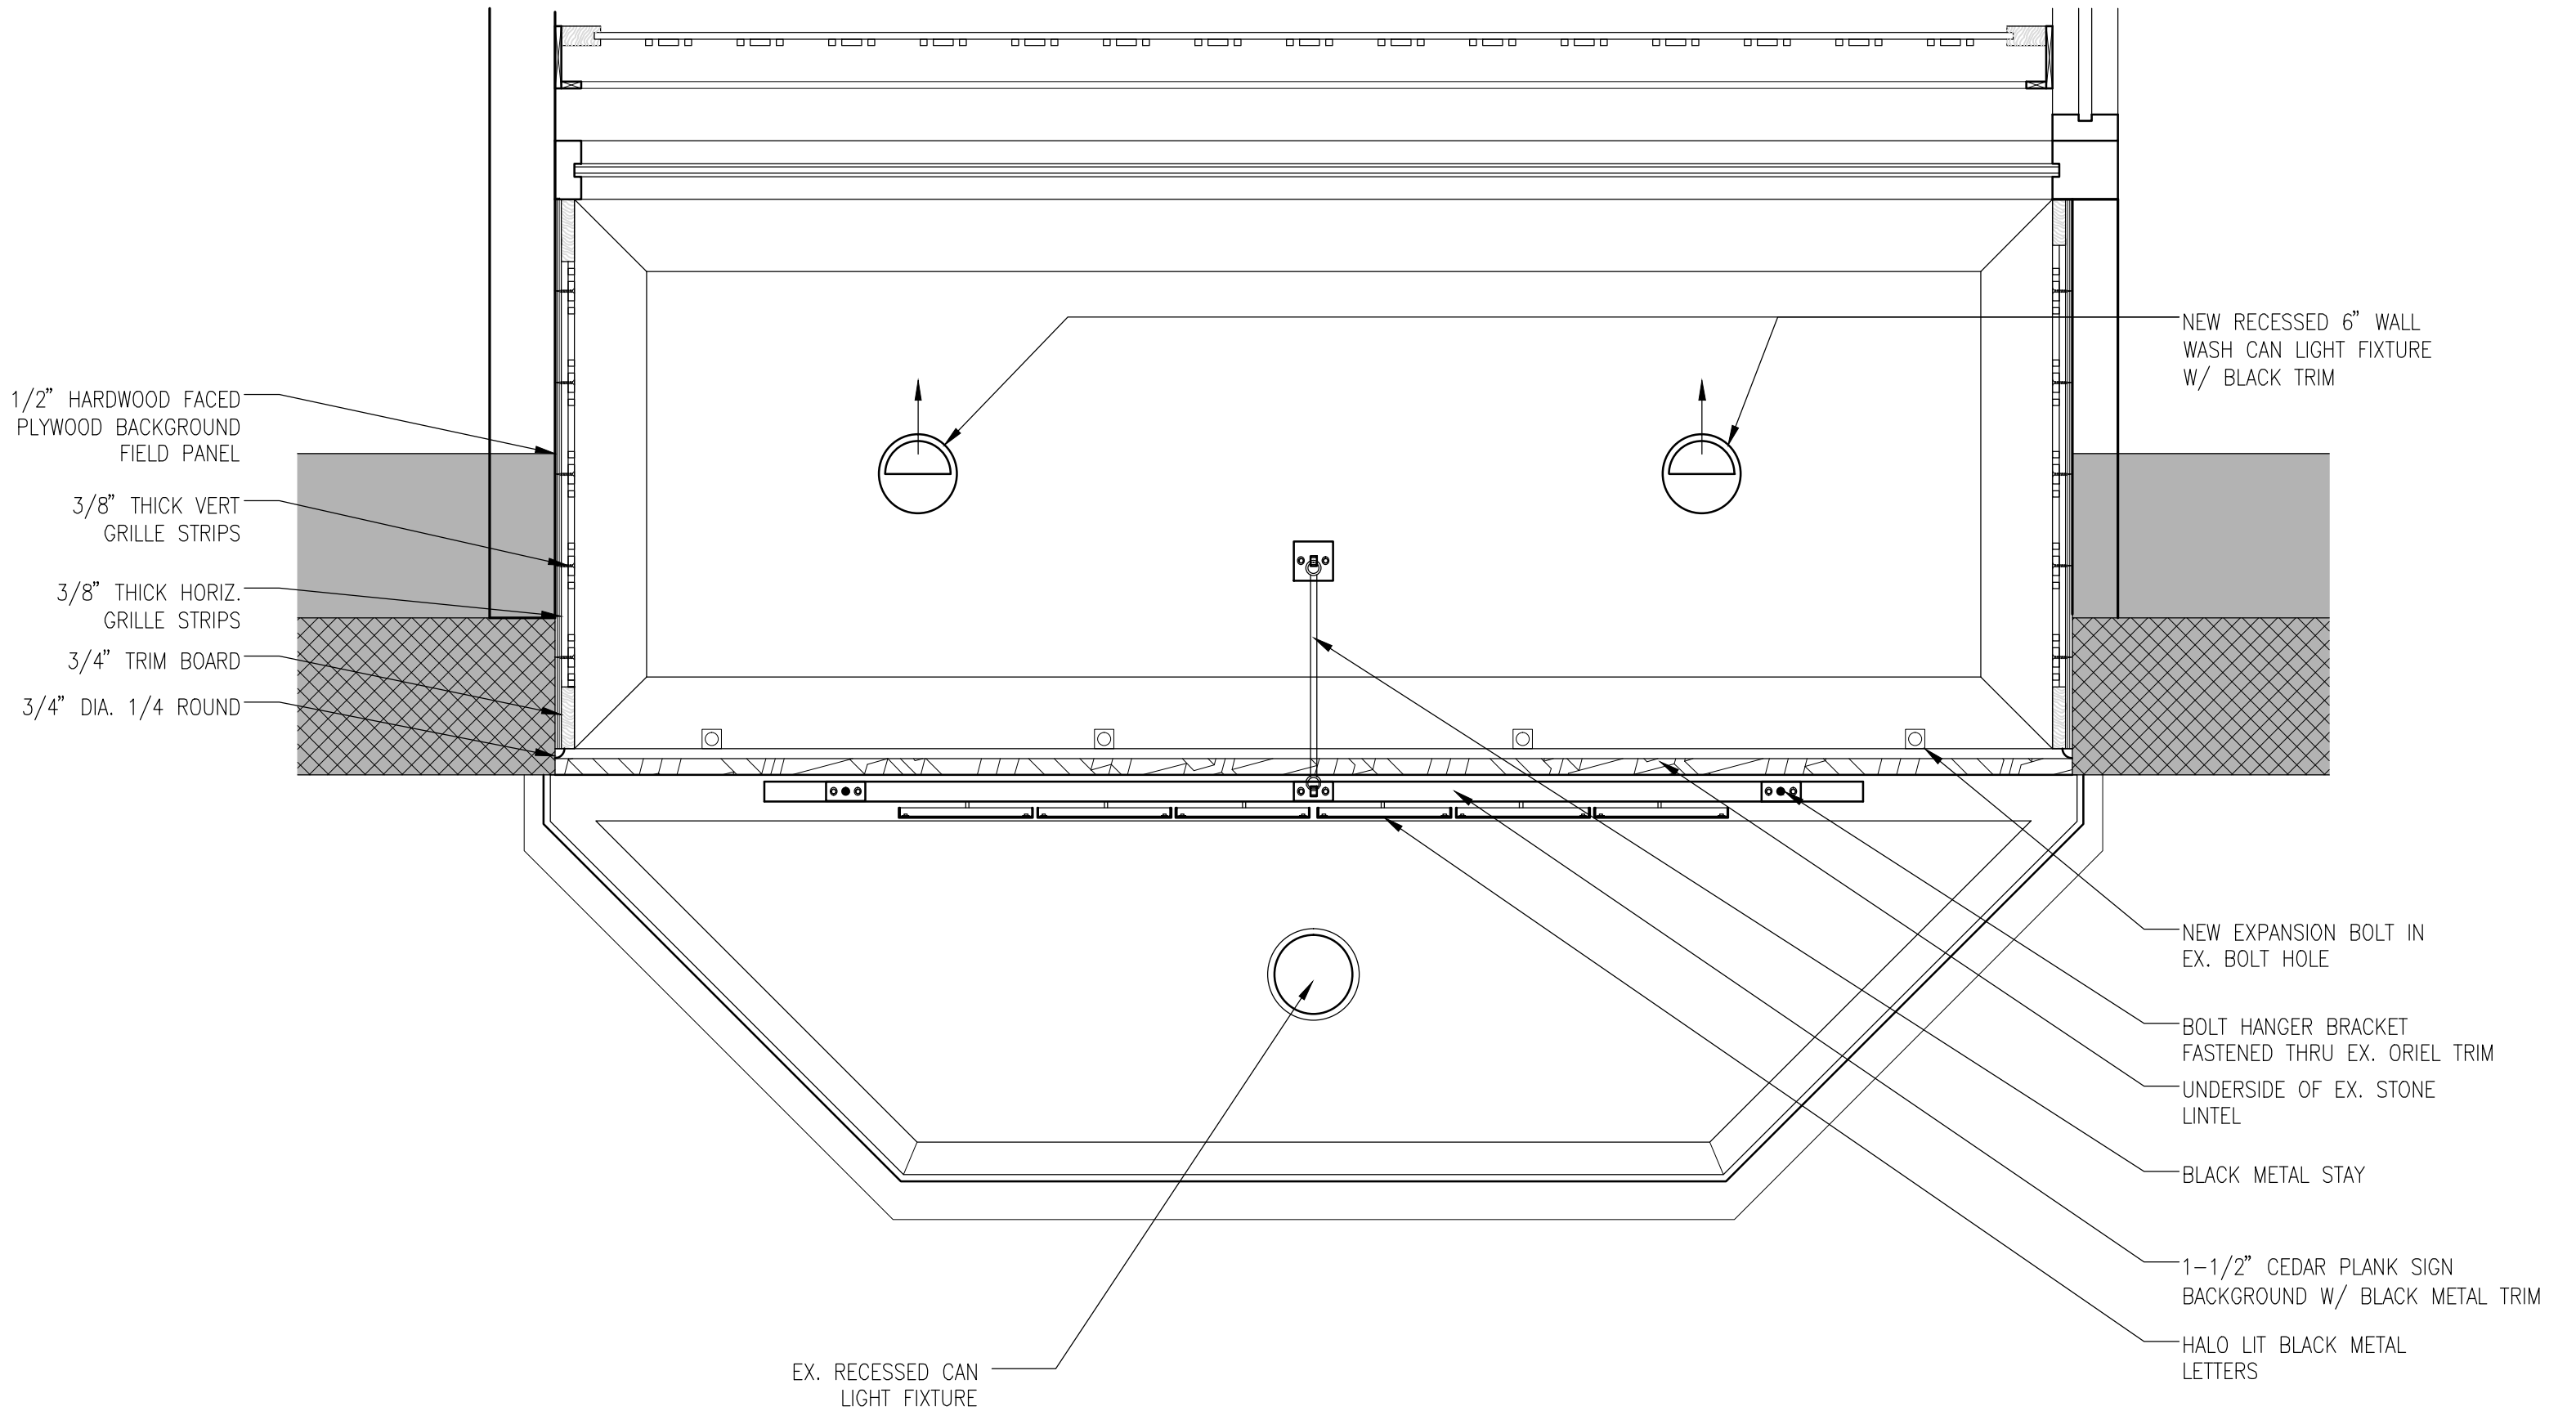 1/2” HARDWOOD FACED
PLYWOOD BACKGROUND
FIELD PANEL
3/8” THICK VERT
GRILLE STRIPS
3/8” THICK HORIZ.
GRILLE STRIPS
3/4” TRIM BOARD
3/4” DIA. 1/4 ROUND
NEW RECESSED 6” WALL
WASH CAN LIGHT FIXTURE
W/ BLACK TRIM
NEW EXPANSION BOLT IN
EX. BOLT HOLE
BOLT HANGER BRACKET
FASTENED THRU EX. ORIEL TRIM
UNDERSIDE OF EX. STONE
LINTEL
BLACK METAL STAY
1-1/2” CEDAR PLANK SIGN
BACKGROUND W/ BLACK METAL TRIM
HALO LIT BLACK METAL
LETTERS
EX. RECESSED CAN
LIGHT FIXTURE